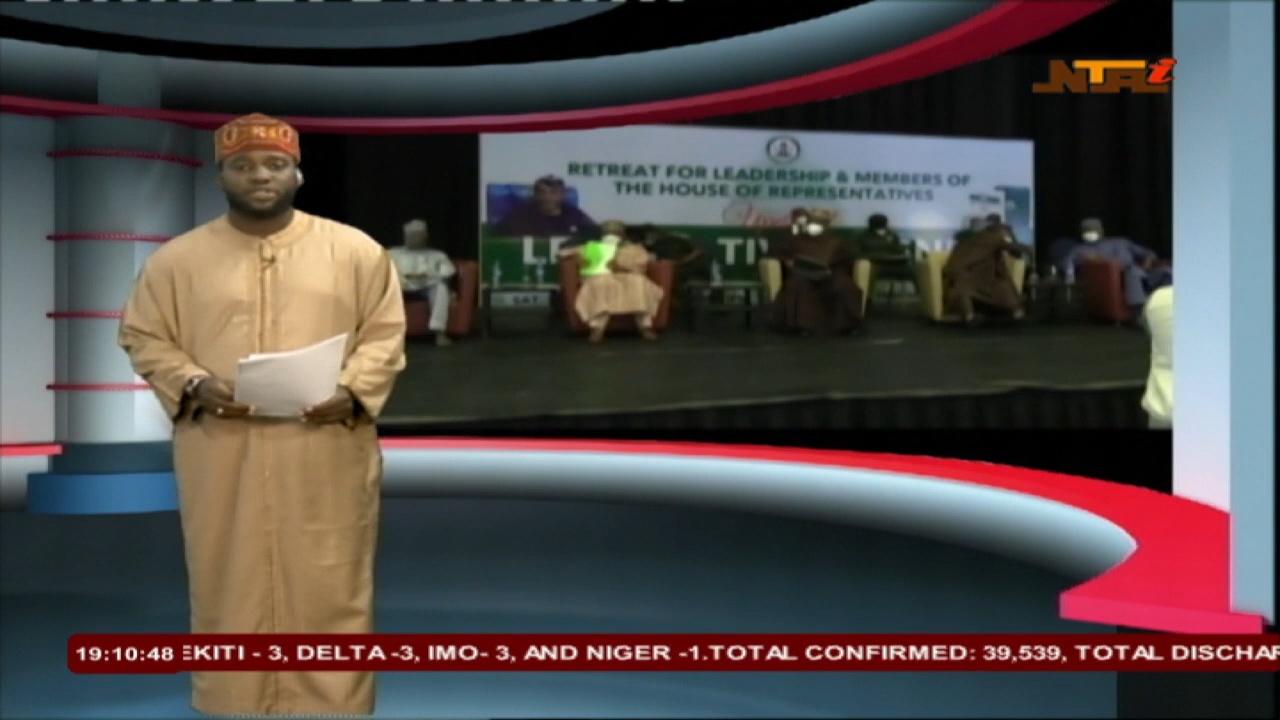 NTAi
RETREAT FOR LEADERSHIP & MEMBERS OF
THE HOUSE OF REPRESENTATIVES
19:10:48 EKITI - 3, DELTA -3, IMO- 3, AND NIGER -1.TOTAL CONFIRMED: 39,539, TOTAL DISCHAR